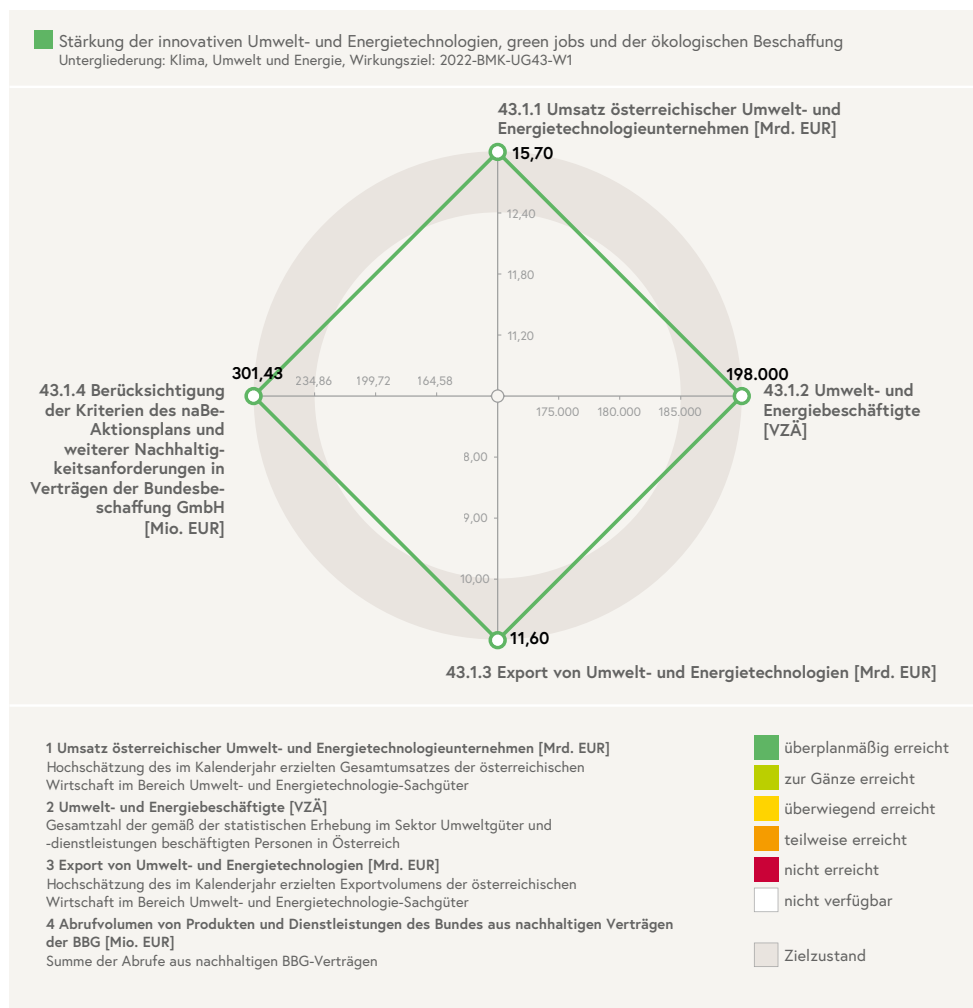 Stärkung der innovativen Umwelt- und Energietechnologien, green jobs und der ökologischen Beschaffung
Untergliederung: Klima, Umwelt und Energie, Wirkungsziel: 2022-BMK-UG43-W1
43.1.1 Umsatz österreichischer Umwelt- und
Energietechnologieunternehmen [Mrd. EUR]
15,70
12,40
11,80
11,20
301,43
234,86
199,72
164,58
198.000
175.000
180.000
185.000
43.1.4 Berücksichtigung
der Kriterien des naBe-
Aktionsplans und
weiterer Nachhaltig-
keitsanforderungen in
Verträgen der Bundesbe-
schaffung GmbH
[Mio. EUR]
43.1.2 Umwelt- und
Energiebeschäftigte
[VZÄ]
8,00
9,00
10,00
11,60
43.1.3 Export von Umwelt- und Energietechnologien [Mrd. EUR]
1 Umsatz österreichischer Umwelt- und Energietechnologieunternehmen [Mrd. EUR]
Hochschätzung des im Kalenderjahr erzielten Gesamtumsatzes der österreichischen
Wirtschaft im Bereich Umwelt- und Energietechnologie-Sachgüter
2 Umwelt- und Energiebeschäftigte [VZÄ]
Gesamtzahl der gemäß der statistischen Erhebung im Sektor Umweltgüter und
-dienstleistungen beschäftigten Personen in Österreich
3 Export von Umwelt- und Energietechnologien [Mrd. EUR]
Hochschätzung des im Kalenderjahr erzielten Exportvolumens der österreichischen
Wirtschaft im Bereich Umwelt- und Energietechnologie-Sachgüter
4 Abrufvolumen von Produkten und Dienstleistungen des Bundes aus nachhaltigen Verträgen
der BBG [Mio. EUR]
Summe der Abrufe aus nachhaltigen BBG-Verträgen
überplanmäßig erreicht
zur Gänze erreicht
überwiegend erreicht
teilweise erreicht
nicht erreicht
nicht verfügbar
Zielzustand